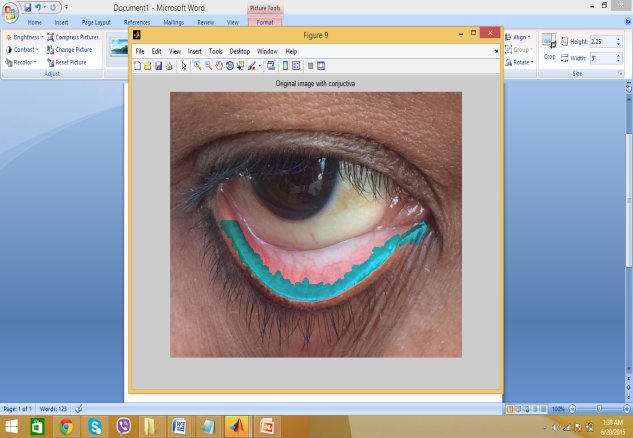 Document1 - Microsoft Word
Picture Tools
Home Insert Page Layout References Mailings Review View Format
Brightness Compress Pictures
Contrast Change Picture
Recolor Reset Picture
Adjust
Align
Group
Rotate
Crop
Height: 2.25"
Width: 3"
Size
Figure 9
File Edit View Insert Tools Desktop Window Help
Original image with conjuctiva
Page: 1 of 1 Words: 123
100%
1:38 AM
6/20/2015